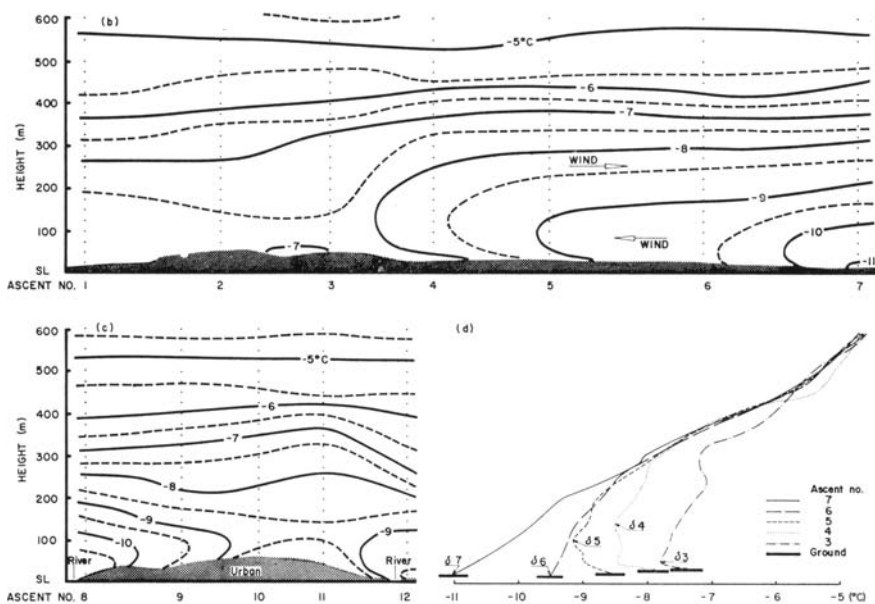 600
(b)
500
400
300
200
100
SL
HEIGHT (m)
-5°C
-6
-7
-8
WIND
-9
WIND
-10
-7
-11
ASCENT NO. 1 2 3 4 5 6 7
600
(c)
500
400
300
200
100
SL
HEIGHT (m)
-5°C
-6
-7
-8
-9
-9
-10
River
Urban
River
ASCENT NO. 8 9 10 11 12
(d)
Ascent no.
7
6
5
4
3
Ground
δ4
δ5
δ3
δ7
δ6
-11 -10 -9 -8 -7 -6 -5 (°C)